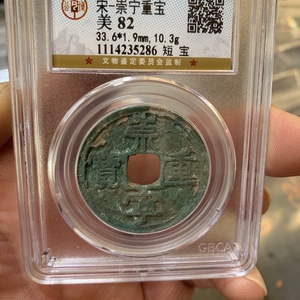 宋-崇宁重宝
美 82
33.6*1.9mm,10.3g
1114235286 短 宝
★★★★ 文物鉴定委员会监制 ★★★★
崇
寳 重
寧
GBCA